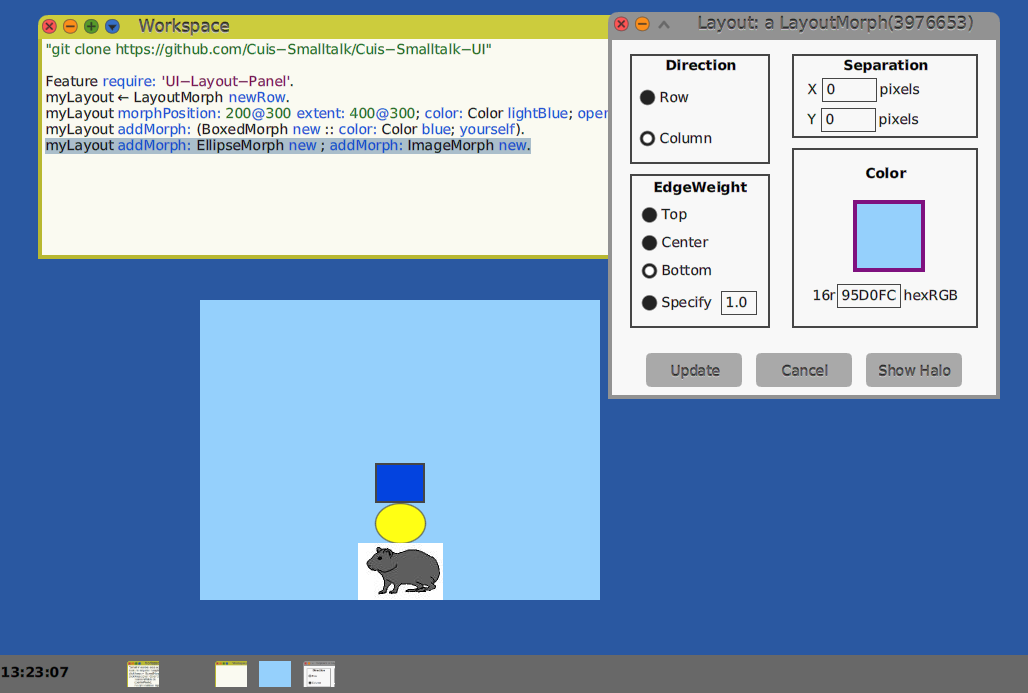 Workspace
"git clone https://github.com/Cuis-Smalltalk/Cuis-Smalltalk-UI"
Feature require: 'UI-Layout-Panel'.
myLayout ← LayoutMorph newRow.
myLayout morphPosition: 200@300 extent: 400@300; color: Color lightBlue; oper
myLayout addMorph: (BoxedMorph new :: color: Color blue; yourself).
myLayout addMorph: EllipseMorph new ; addMorph: ImageMorph new.
Layout: a LayoutMorph(3976653)
Direction
Row
Column
Separation
X 0 pixels
Y 0 pixels
EdgeWeight
Top
Center
Bottom
Specify 1.0
Color
16r 95D0FC hexRGB
Update Cancel Show Halo
13:23:07